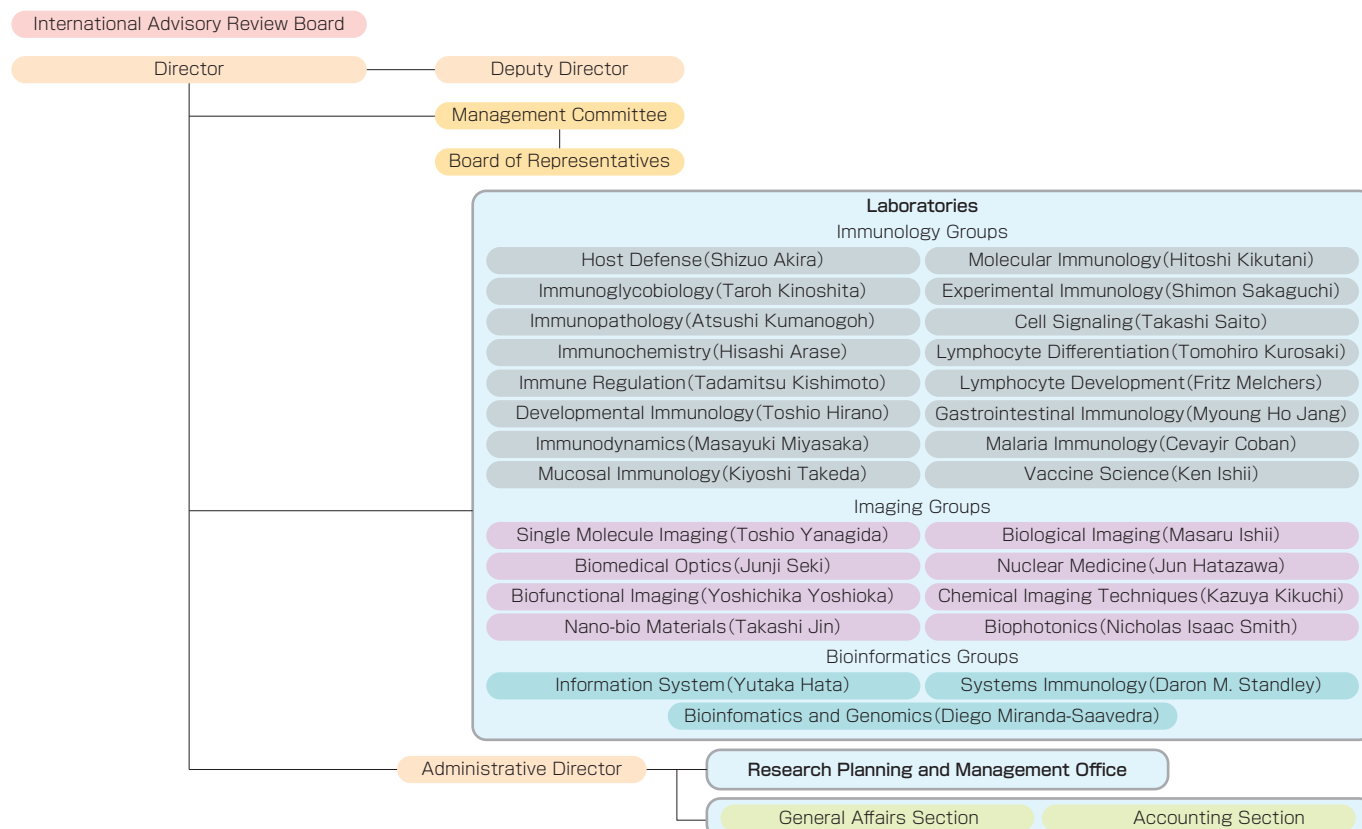 International Advisory Review Board
Director
Deputy Director
Management Committee
Board of Representatives
Laboratories
Immunology Groups
Host Defense(Shizuo Akira)
Molecular Immunology(Hitoshi Kikutani)
Immunoglycobiology(Taroh Kinoshita)
Experimental Immunology(Shimon Sakaguchi)
Immunopathology(Atsushi Kumanogoh)
Cell Signaling(Takashi Saito)
Immunochemistry(Hisashi Arase)
Lymphocyte Differentiation(Tomohiro Kurosaki)
Immune Regulation(Tadamitsu Kishimoto)
Lymphocyte Development(Fritz Melchers)
Developmental Immunology(Toshio Hirano)
Gastrointestinal Immunology(Myoung Ho Jang)
Immunodynamics(Masayuki Miyasaka)
Malaria Immunology(Cevayir Coban)
Mucosal Immunology(Kiyoshi Takeda)
Vaccine Science(Ken Ishii)
Imaging Groups
Single Molecule Imaging(Toshio Yanagida)
Biological Imaging(Masaru Ishii)
Biomedical Optics(Junji Seki)
Nuclear Medicine(Jun Hatazawa)
Biofunctional Imaging(Yoshichika Yoshioka)
Chemical Imaging Techniques(Kazuya Kikuchi)
Nano-bio Materials(Takashi Jin)
Biophotonics(Nicholas Isaac Smith)
Bioinformatics Groups
Information System(Yutaka Hata)
Systems Immunology(Daron M. Standley)
Bioinfomatics and Genomics(Diego Miranda-Saavedra)
Administrative Director
Research Planning and Management Office
General Affairs Section
Accounting Section